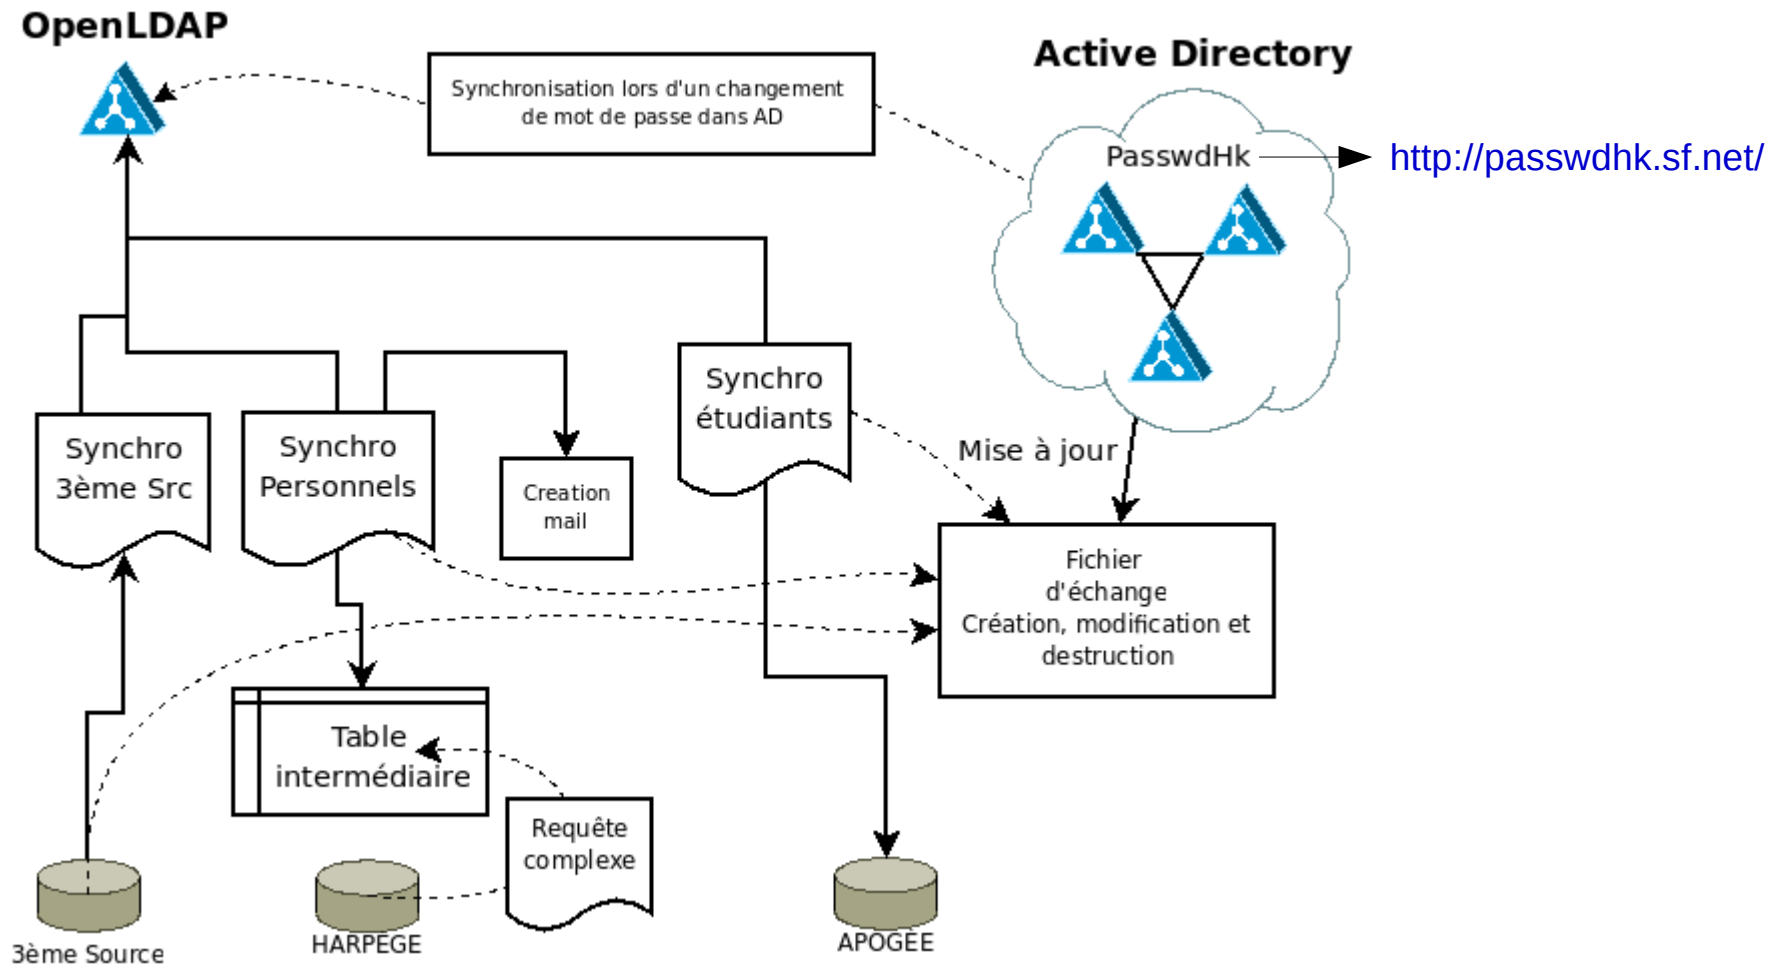 OpenLDAP
Active Directory
Synchronisation lors d'un changement
de mot de passe dans AD
PasswdHk
http://passwdhk.sf.net/
Synchro
étudiants
Synchro
3ème Src
Synchro
Personnels
Creation
mail
Mise à jour
Fichier
d'échange
Création, modification et
destruction
Table
intermédiaire
Requête
complexe
3ème Source
HARPÈGE
APOGÉE